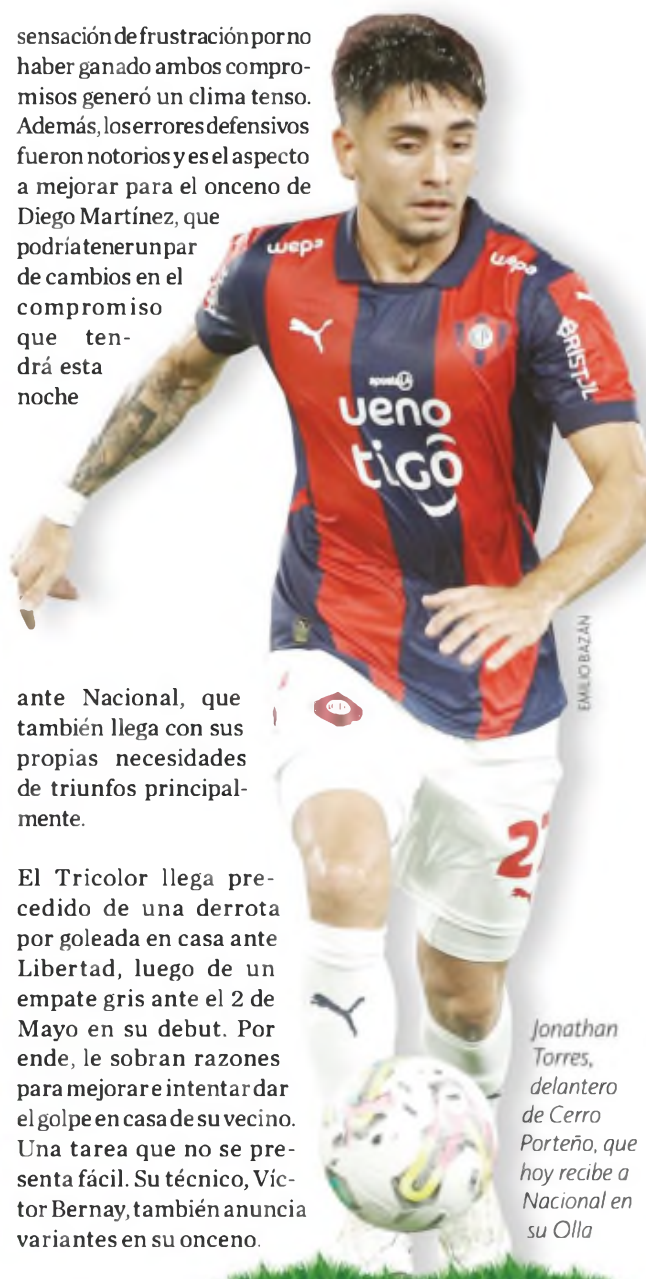 sensación de frustración por no
haber ganado ambos compro-
misos generó un clima tenso.
Además, los errores defensivos
fueron notorios y es el aspecto
a mejorar para el onceno de
Diego Martínez, que
podría tener un par
de cambios en el
compromiso
que ten-
drá esta
noche
ante Nacional, que
también llega con sus
propias necesidades
de triunfos principal-
mente.
El Tricolor llega pre-
cedido de una derrota
por goleada en casa ante
Libertad, luego de un
empate gris ante el 2 de
Mayo en su debut. Por
ende, le sobran razones
para mejorar e intentar dar
el golpe en casa de su vecino.
Una tarea que no se pre-
senta fácil. Su técnico, Víc-
tor Bernay, también anuncia
variantes en su onceno.
wepa
wepa
BRISTOL
apostaLA
ueno
tigo
2
EMILIO BAZÁN
Jonathan
Torres,
delantero
de Cerro
Porteño, que
hoy recibe a
Nacional en
su Olla